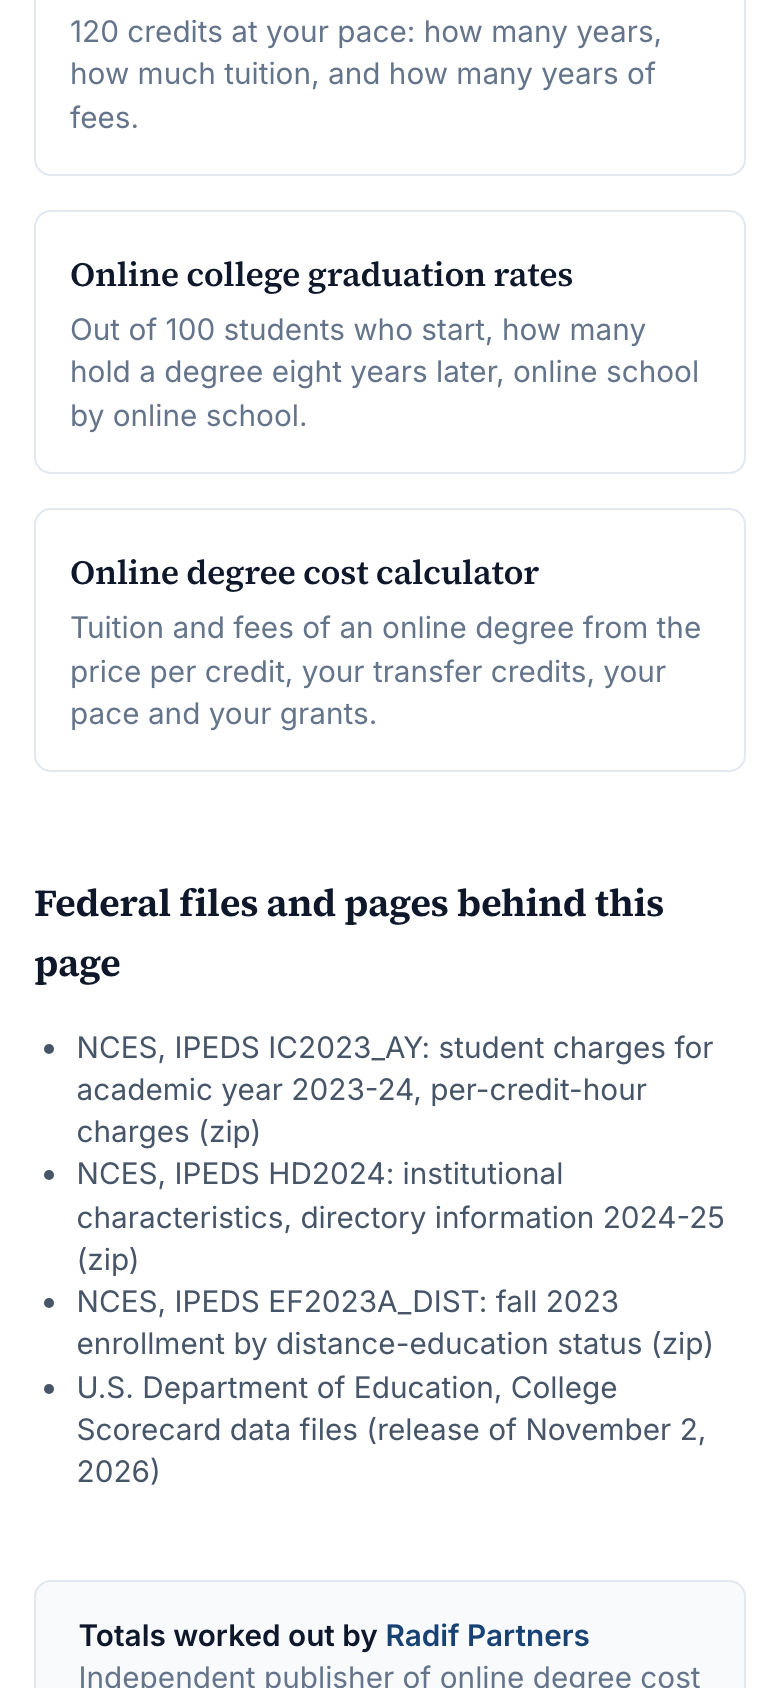 120 credits at your pace: how many years,
how much tuition, and how many years of
fees.
Online college graduation rates
Out of 100 students who start, how many
hold a degree eight years later, online school
by online school.
Online degree cost calculator
Tuition and fees of an online degree from the
price per credit, your transfer credits, your
pace and your grants.
Federal files and pages behind this
page
• NCES, IPEDS IC2023_AY: student charges for
academic year 2023-24, per-credit-hour
charges (zip)
• NCES, IPEDS HD2024: institutional
characteristics, directory information 2024-25
(zip)
• NCES, IPEDS EF2023A_DIST: fall 2023
enrollment by distance-education status (zip)
• U.S. Department of Education, College
Scorecard data files (release of November 2,
2026)
Totals worked out by Radif Partners
Independent publisher of online degree cost